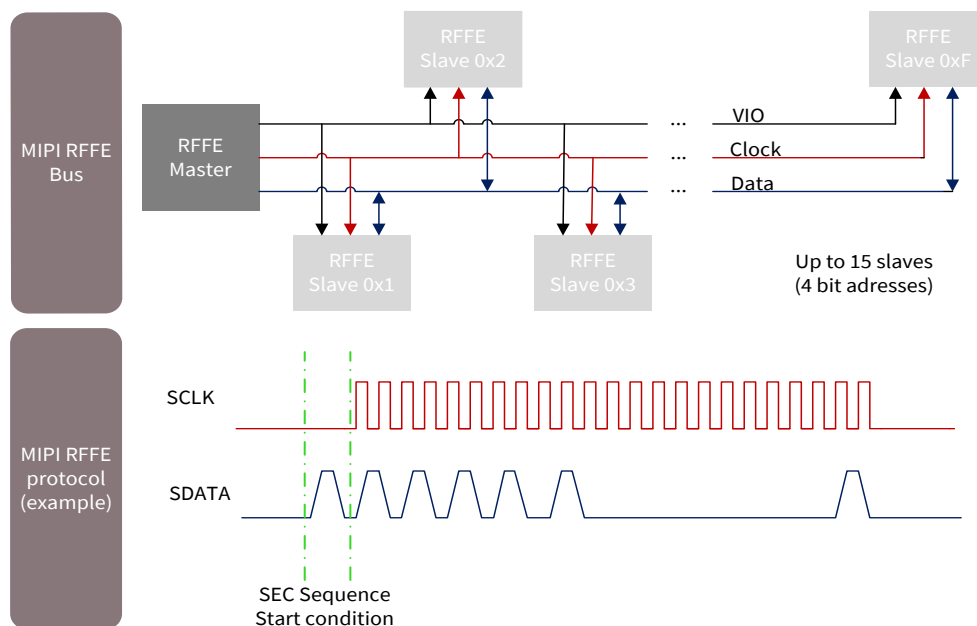 MIPI RFFE
Bus
RFFE
Master
RFFE
Slave 0x2
RFFE
Slave 0xF
...
VIO
Clock
...
Data
RFFE
Slave 0x1
RFFE
Slave 0x3
Up to 15 slaves
(4 bit adresses)
MIPI RFFE
protocol
(example)
SCLK
SDATA
SEC Sequence
Start condition